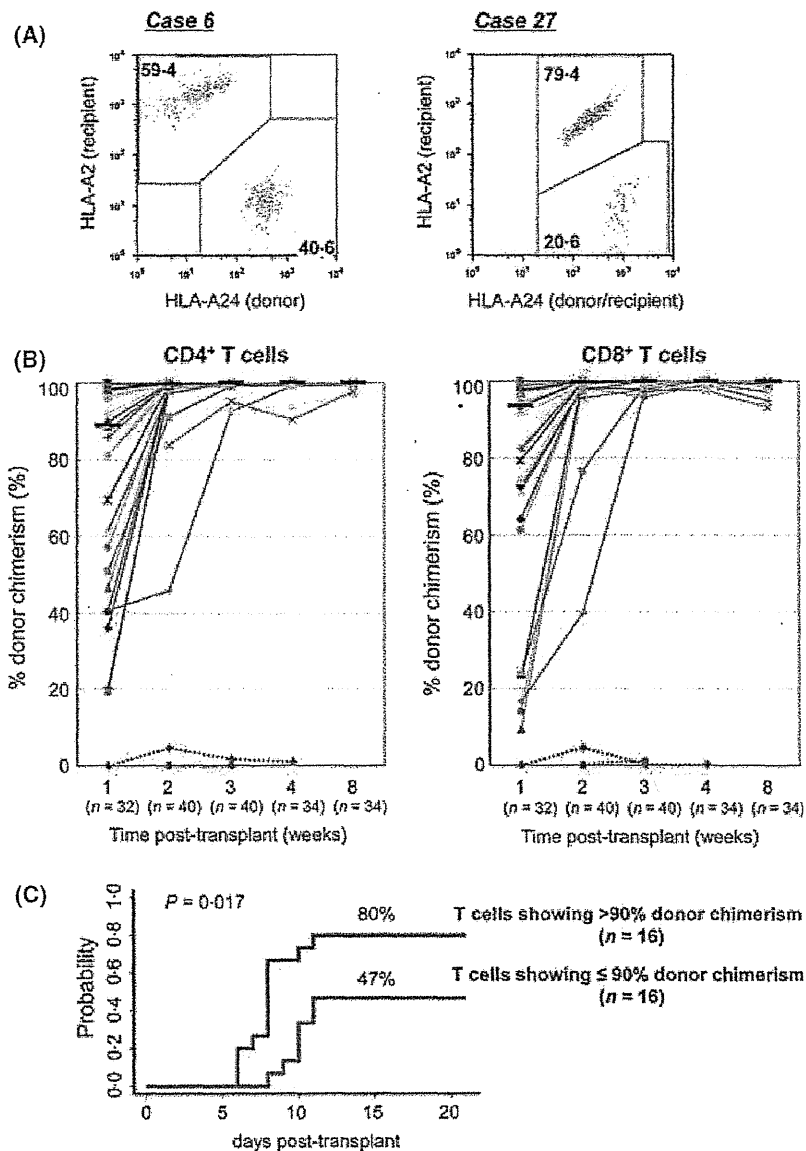 (A)
Case 6
Case 27
59·4
40·6
HLA-A2 (recipient)
HLA-A24 (donor)
79·4
20·6
HLA-A2 (recipient)
HLA-A24 (donor/recipient)
(B)
CD4⁺ T cells
CD8⁺ T cells
% donor chimerism (%)
100
80
60
40
20
0
1 2 3 4 8
(n = 32) (n = 40) (n = 40) (n = 34) (n = 34)
Time post-transplant (weeks)
% donor chimerism (%)
100
80
60
40
20
0
1 2 3 4 8
(n = 32) (n = 40) (n = 40) (n = 34) (n = 34)
Time post-transplant (weeks)
(C)
P = 0·017
Probability
1·0
0·8
0·6
0·4
0·2
0·0
80%
T cells showing >90% donor chimerism
(n = 16)
47%
T cells showing ≤ 90% donor chimerism
(n = 16)
0 5 10 15 20
days post-transplant